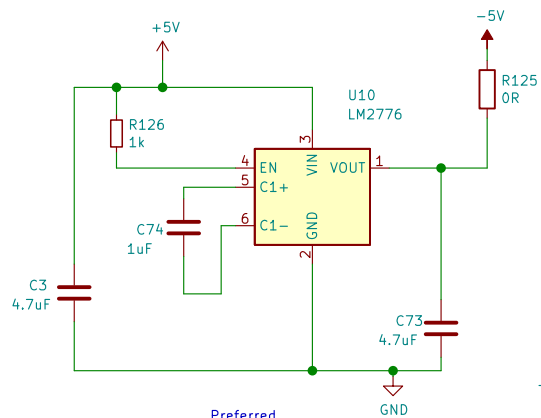 -5V
+5V
R125
0R
U10
LM2776
R126
1k
3
VIN
4
EN
VOUT
1
5
C1+
6
C1-
GND
2
C74
1uF
C3
4.7uF
C73
4.7uF
GND
Preferred